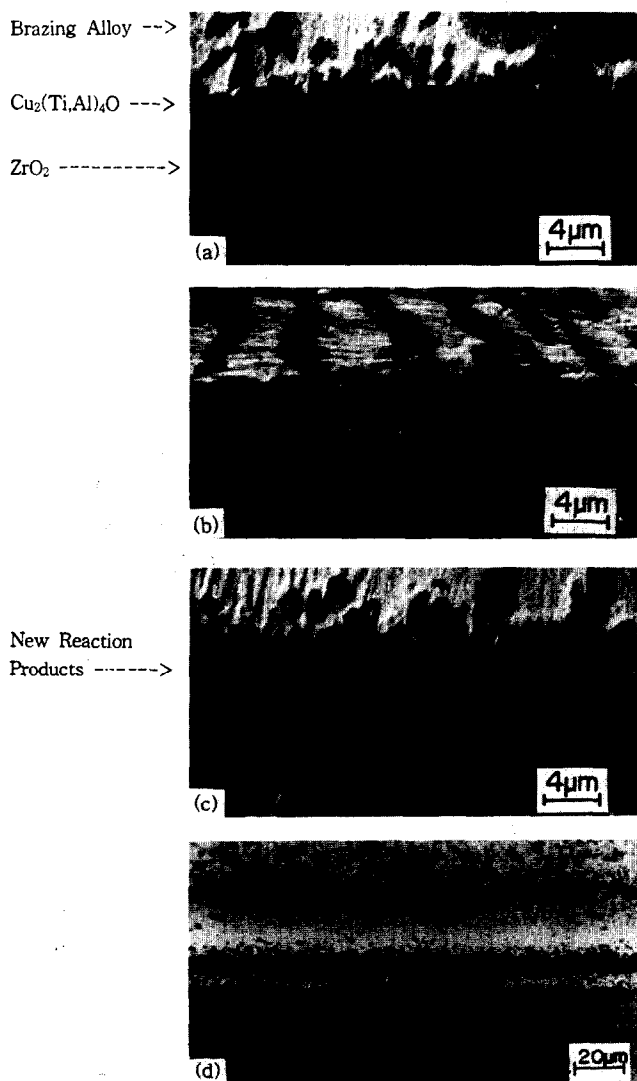 Brazing Alloy -->
Cu₂(Ti,Al)₄O --->
ZrO₂ --------->
4μm
(a)
4μm
(b)
New Reaction
Products ------->
4μm
(c)
20μm
(d)